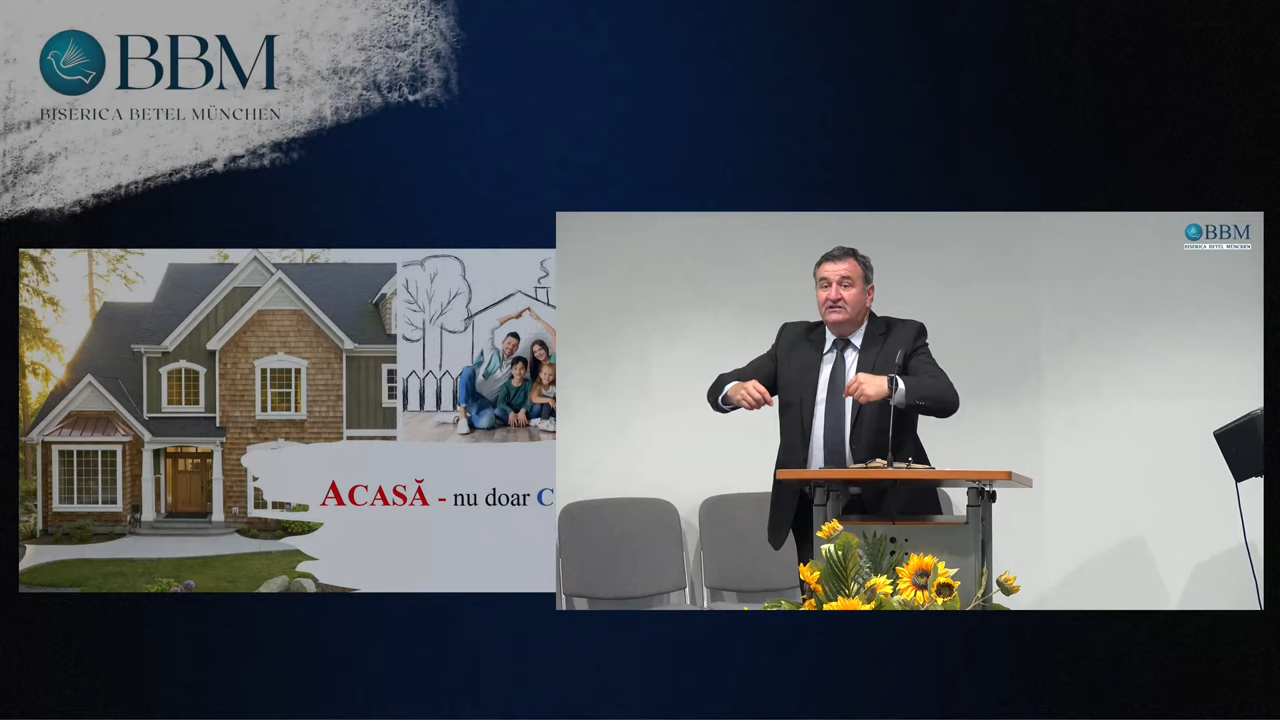 BBM
BISERICA BETEL MÜNCHEN
BBM
BISERICA BETEL MÜNCHEN
ACASĂ - nu doar C